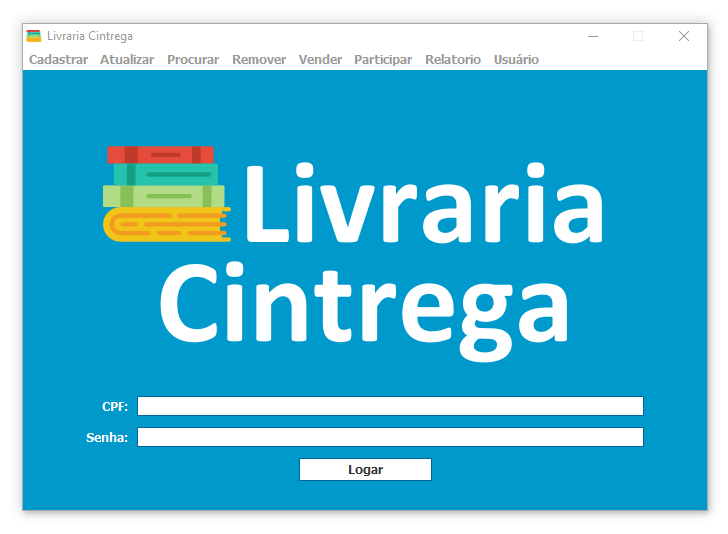 Livraria Cintrega
Cadastrar Atualizar Procurar Remover Vender Participar Relatorio Usuário
Livraria
Cintrega
CPF:
Senha:
Logar